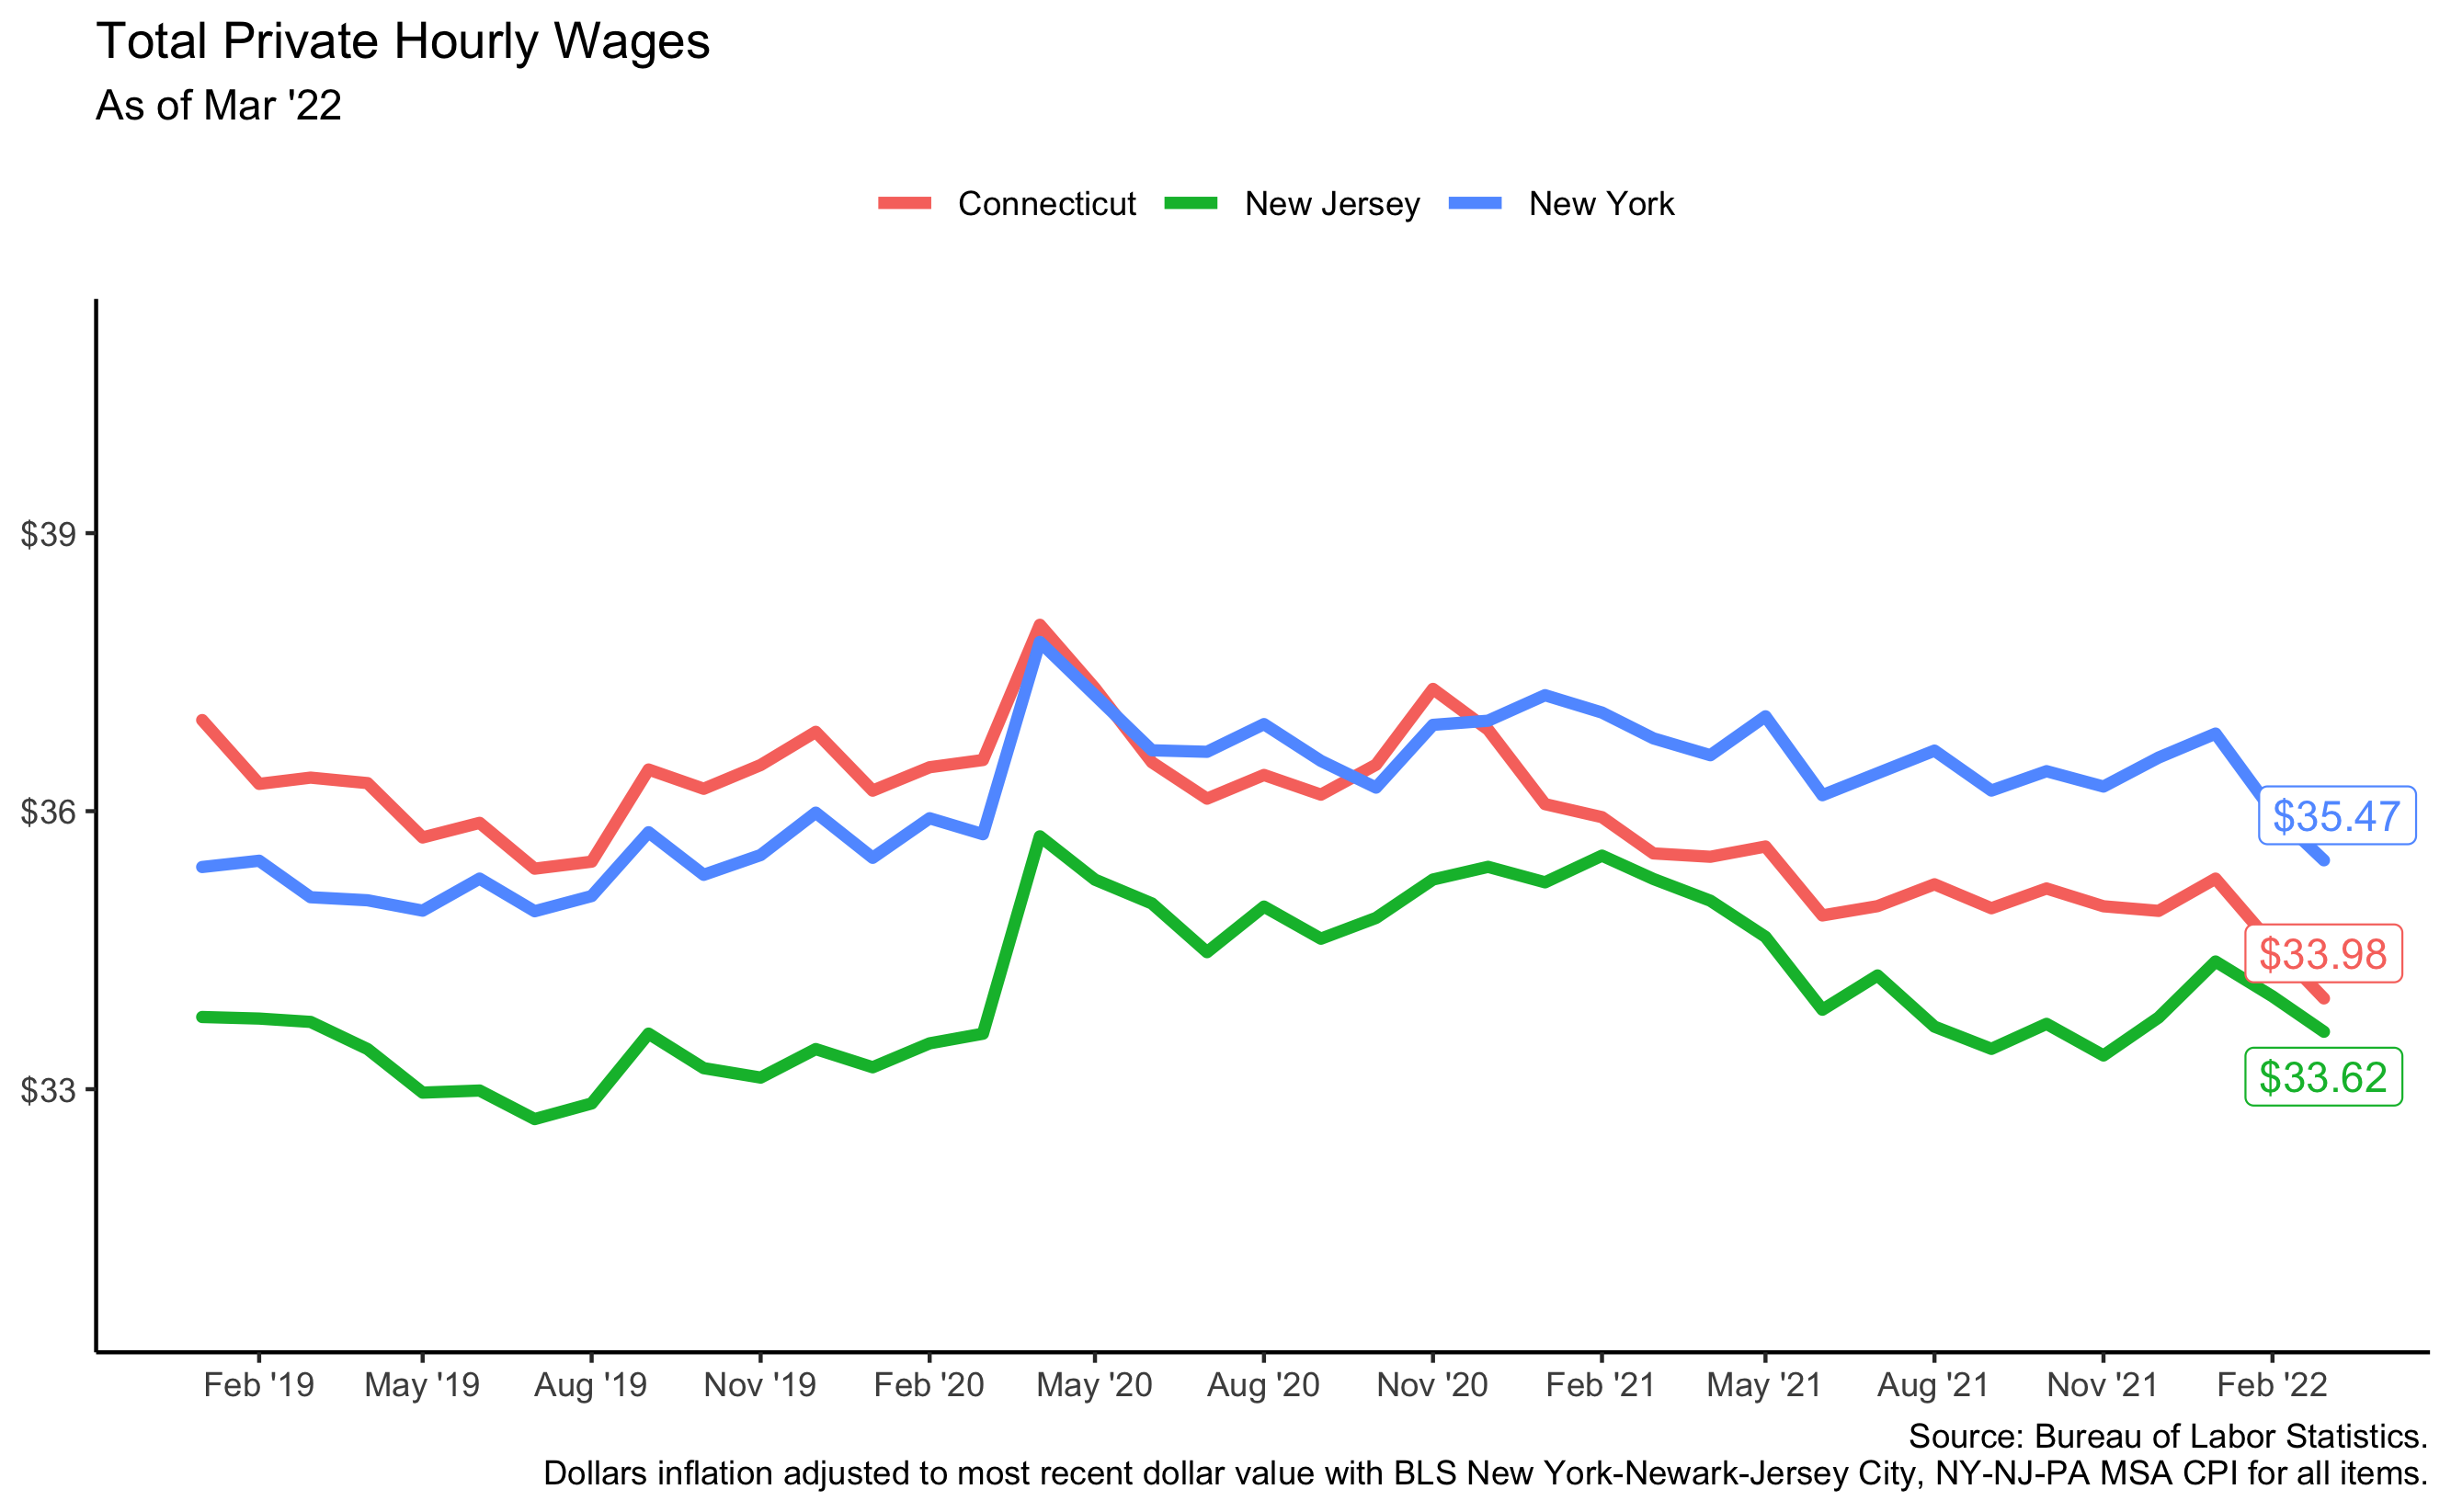 Total Private Hourly Wages
As of Mar '22
Connecticut New Jersey New York
$39
$36
$33
$35.47
$33.98
$33.62
Feb '19 May '19 Aug '19 Nov '19 Feb '20 May '20 Aug '20 Nov '20 Feb '21 May '21 Aug '21 Nov '21 Feb '22
Source: Bureau of Labor Statistics.
Dollars inflation adjusted to most recent dollar value with BLS New York-Newark-Jersey City, NY-NJ-PA MSA CPI for all items.